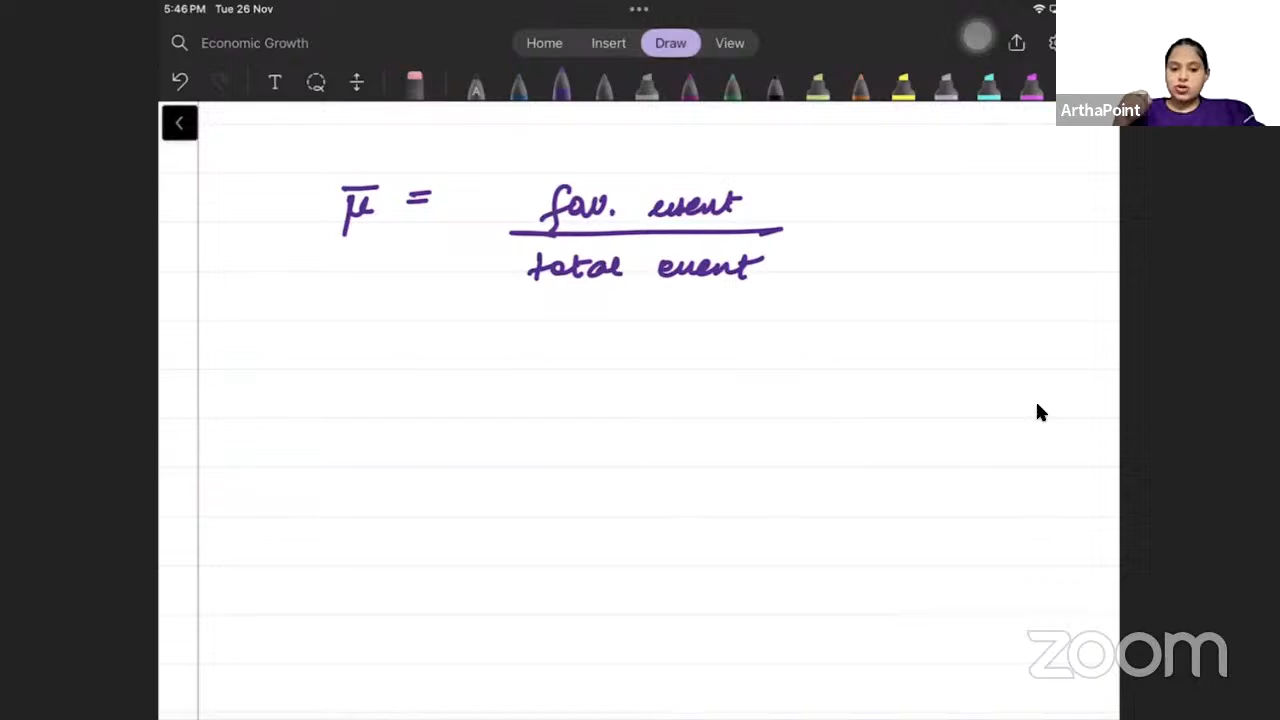 5:46 PM Tue 26 Nov
Economic Growth
Home Insert Draw View
T
A
ArthaPoint
μ̅ = fav. event
total event
zoom